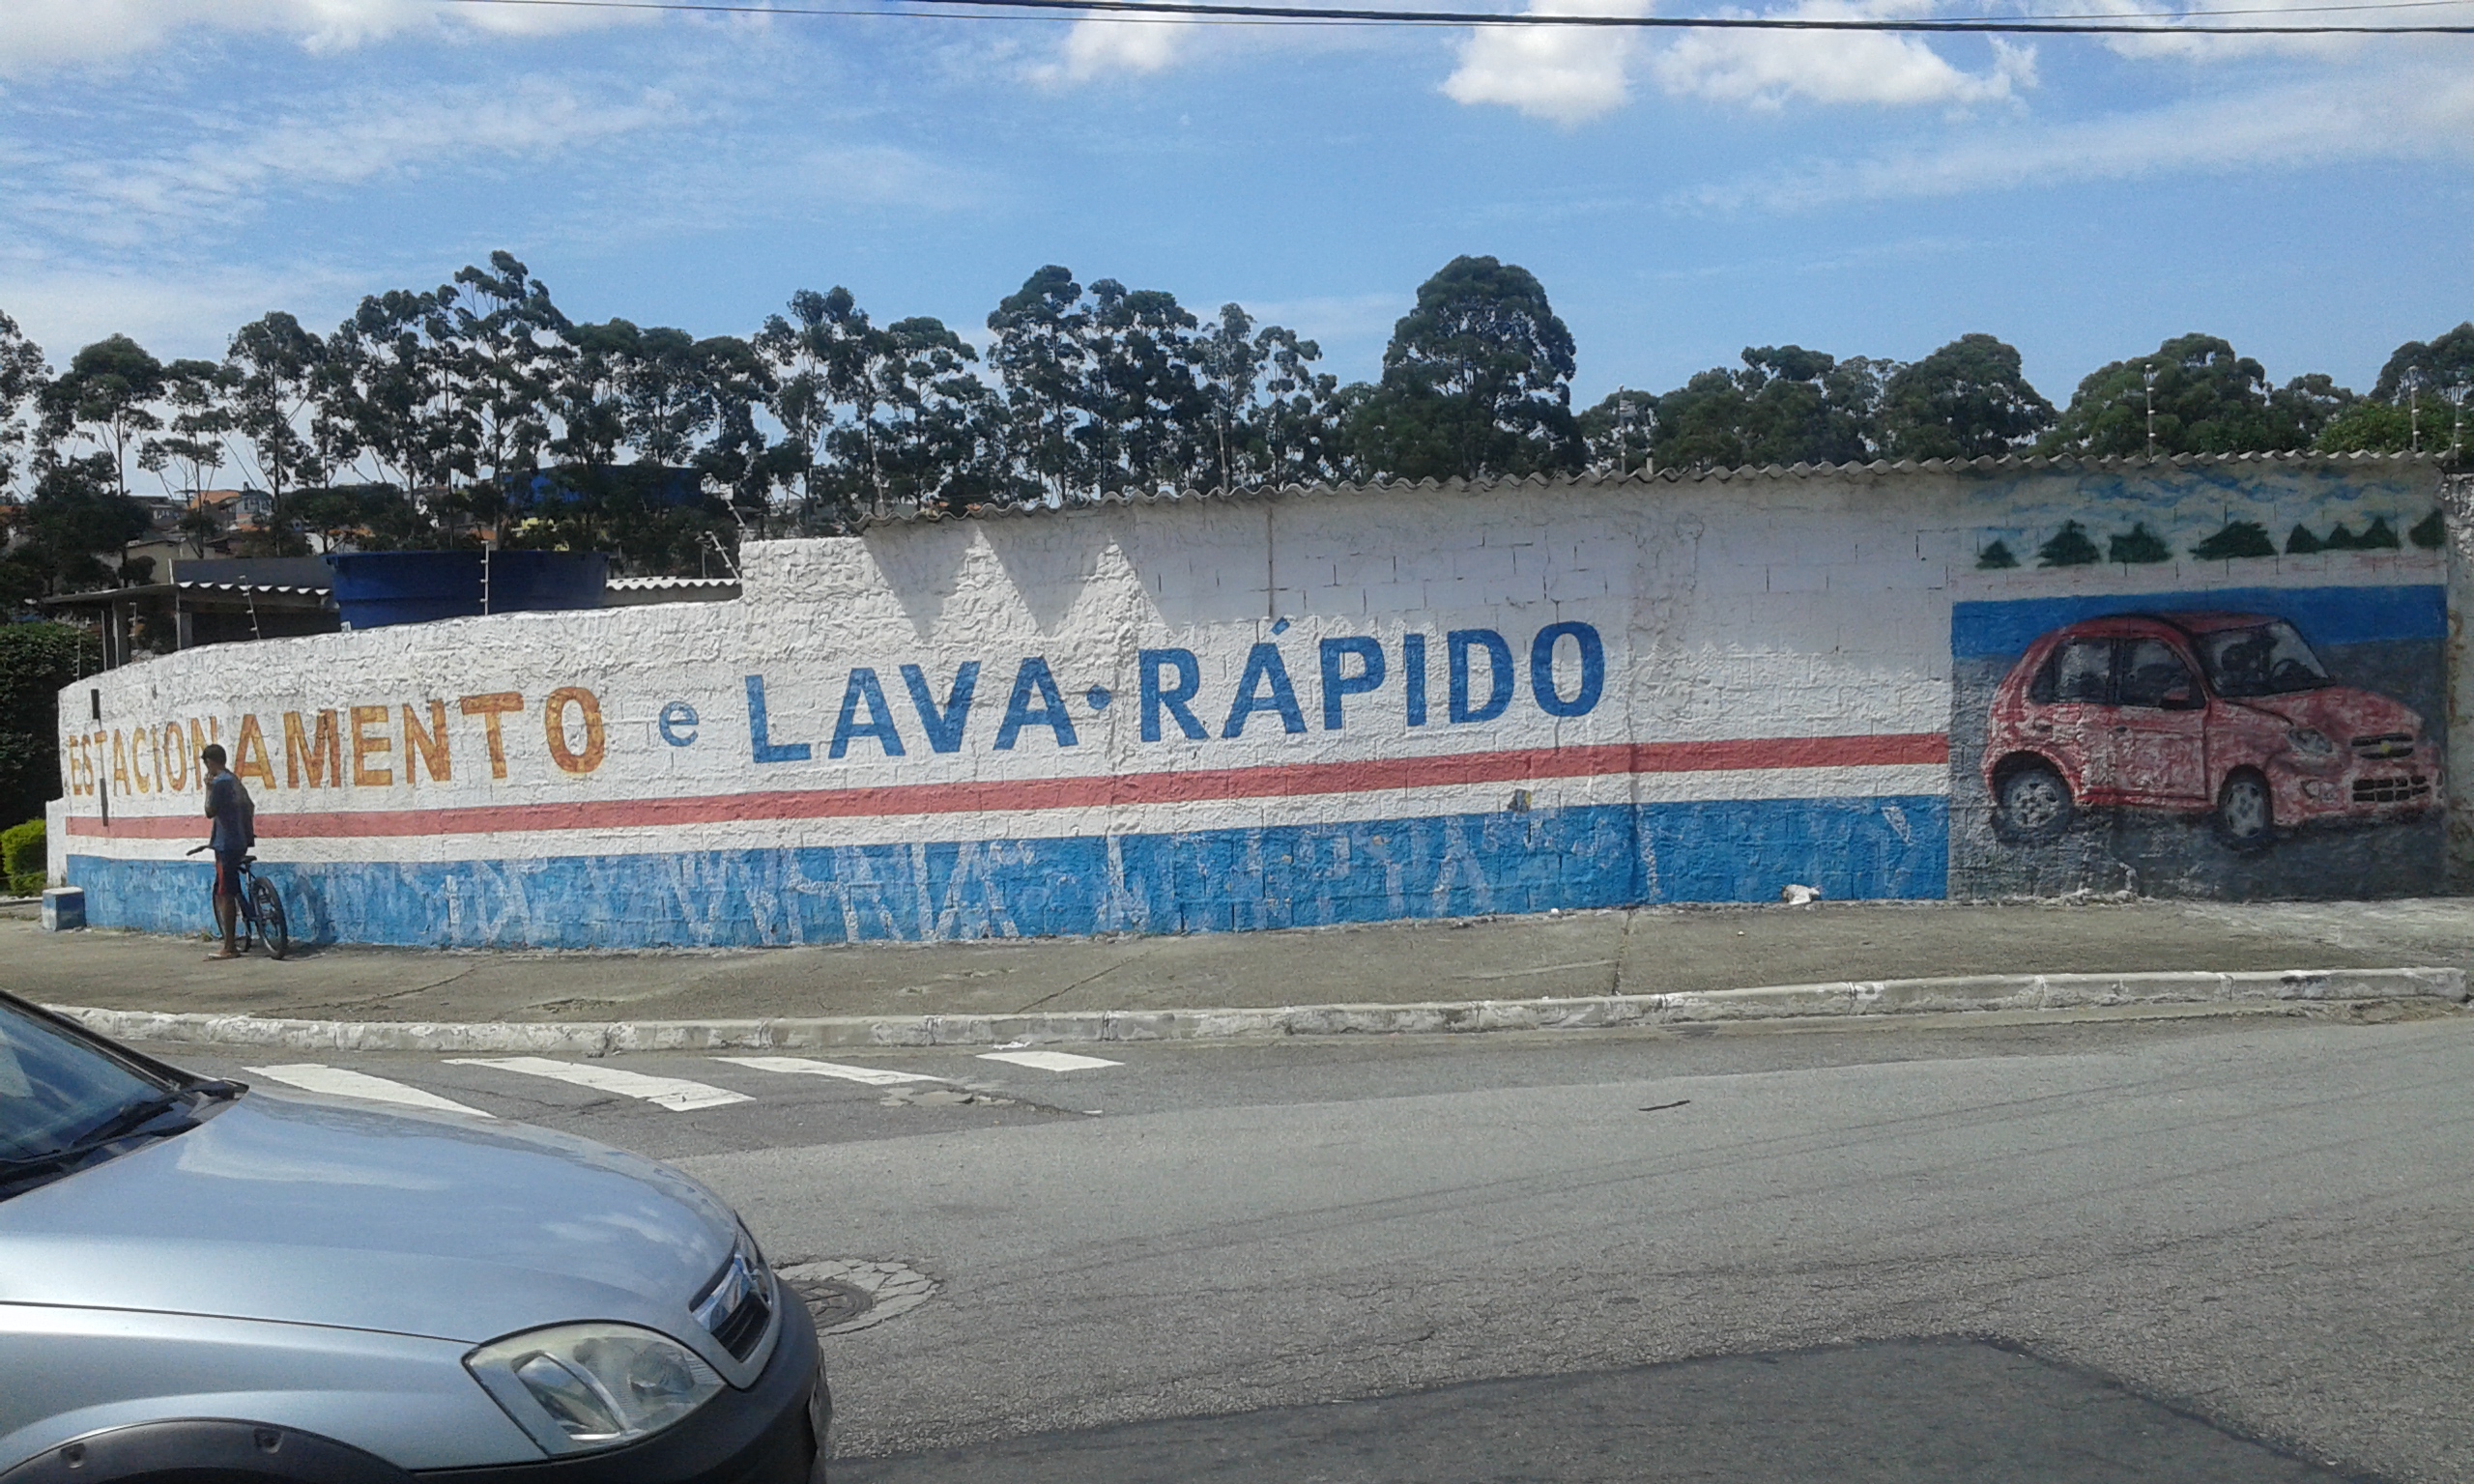 ESTACIONAMENTO e LAVA·RÁPIDO